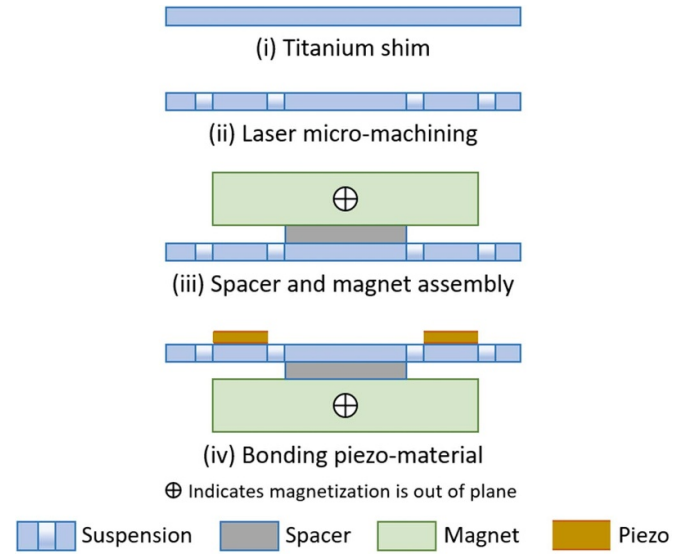 (i) Titanium shim
(ii) Laser micro-machining
(iii) Spacer and magnet assembly
(iv) Bonding piezo-material
⊕ Indicates magnetization is out of plane
Suspension Spacer Magnet Piezo